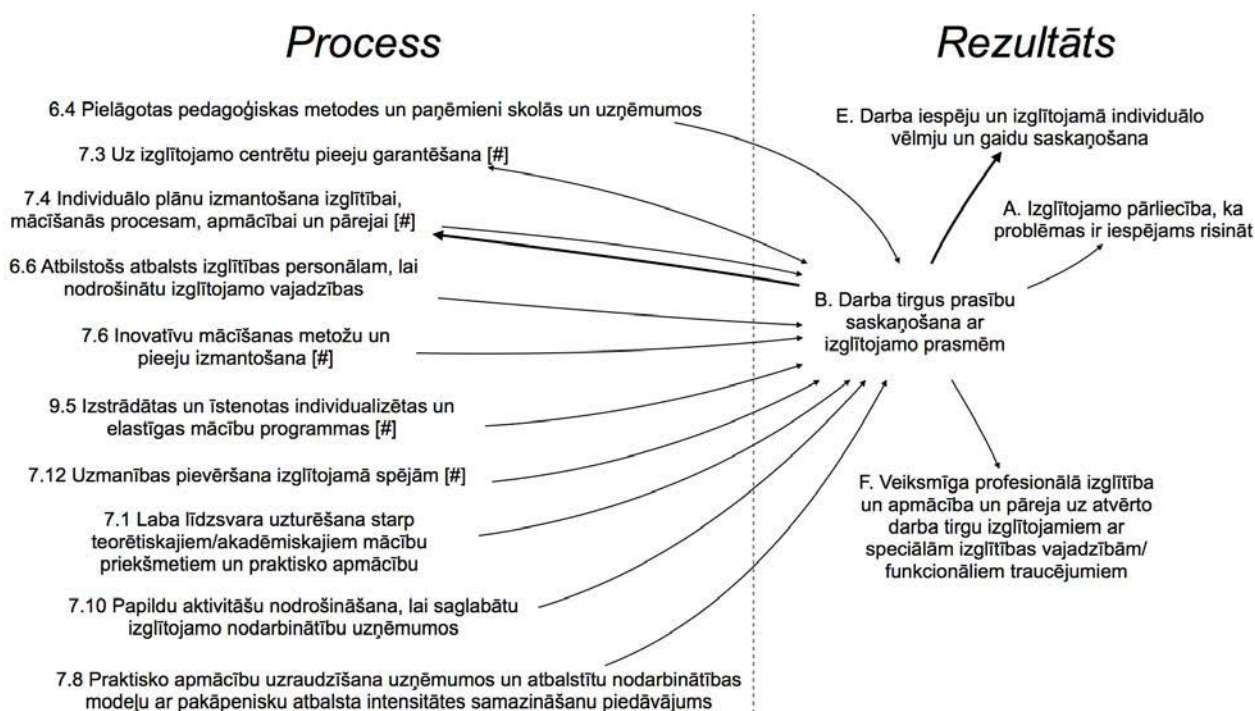 Process
6.4 Pielāgotas pedagoģiskas metodes un paņēmieni skolās un uzņēmumos
7.3 Uz izglītojamo centrētu pieeju garantēšana [#]
7.4 Individuālo plānu izmantošana izglītībai,
mācīšanās procesam, apmācībai un pārejai [#]
6.6 Atbilstošs atbalsts izglītības personālam, lai
nodrošinātu izglītojamo vajadzības
7.6 Inovatīvu mācīšanas metožu un
pieeju izmantošana [#]
9.5 Izstrādātas un īstenotas individualizētas un
elastīgas mācību programmas [#]
7.12 Uzmanības pievēršana izglītojamā spējām [#]
7.1 Laba līdzsvara uzturēšana starp
teorētiskajiem/akadēmiskajiem mācību
priekšmetiem un praktisko apmācību
7.10 Papildu aktivitāšu nodrošināšana, lai saglabātu
izglītojamo nodarbinātību uzņēmumos
7.8 Praktisko apmācību uzraudzīšana uzņēmumos un atbalstītu nodarbinātības
modeļu ar pakāpenisku atbalsta intensitātes samazināšanu piedāvājums
Rezultāts
E. Darba iespēju un izglītojamā individuālo
vēlmju un gaidu saskaņošana
A. Izglītojamo pārliecība, ka
problēmas ir iespējams risināt
B. Darba tirgus prasību
saskaņošana ar
izglītojamo prasmēm
F. Veiksmīga profesionālā izglītība
un apmācība un pāreja uz atvērto
darba tirgu izglītojamiem ar
speciālām izglītības vajadzībām/
funkcionāliem traucējumiem